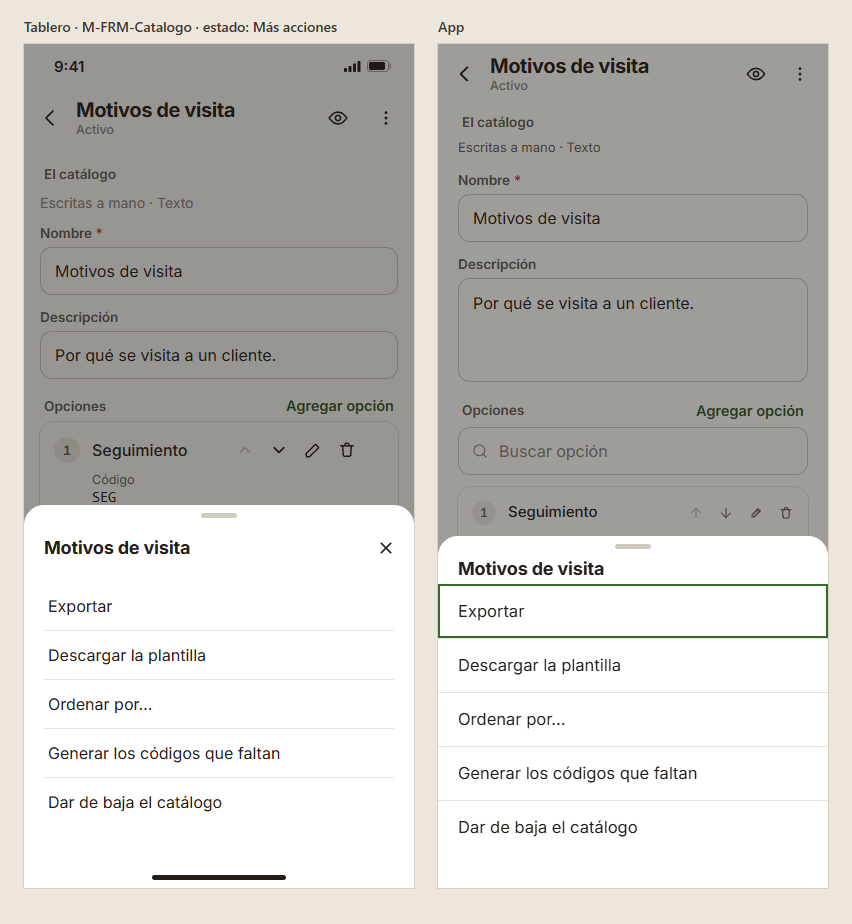 Tablero · M-FRM-Catalogo · estado: Más acciones
9:41
Motivos de visita
Activo
El catálogo
Escritas a mano · Texto
Nombre *
Motivos de visita
Descripción
Por qué se visita a un cliente.
Opciones Agregar opción
1 Seguimiento
Código
SEG
Motivos de visita
Exportar
Descargar la plantilla
Ordenar por...
Generar los códigos que faltan
Dar de baja el catálogo
App
Motivos de visita
Activo
El catálogo
Escritas a mano · Texto
Nombre *
Motivos de visita
Descripción
Por qué se visita a un cliente.
Opciones Agregar opción
Buscar opción
1 Seguimiento
Motivos de visita
Exportar
Descargar la plantilla
Ordenar por...
Generar los códigos que faltan
Dar de baja el catálogo